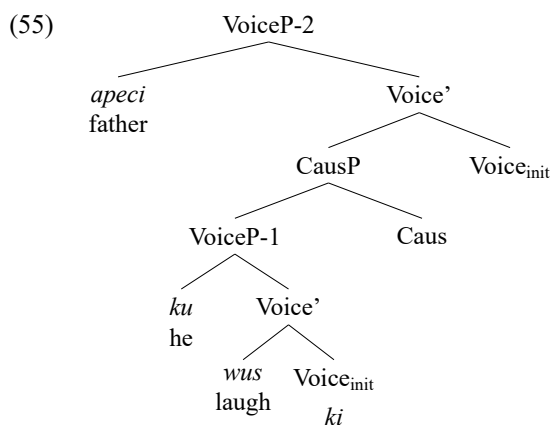 (55) VoiceP-2
apeci Voice’
father
CausP Voiceinit
VoiceP-1 Caus
ku Voice’
he
wus Voiceinit
laugh ki